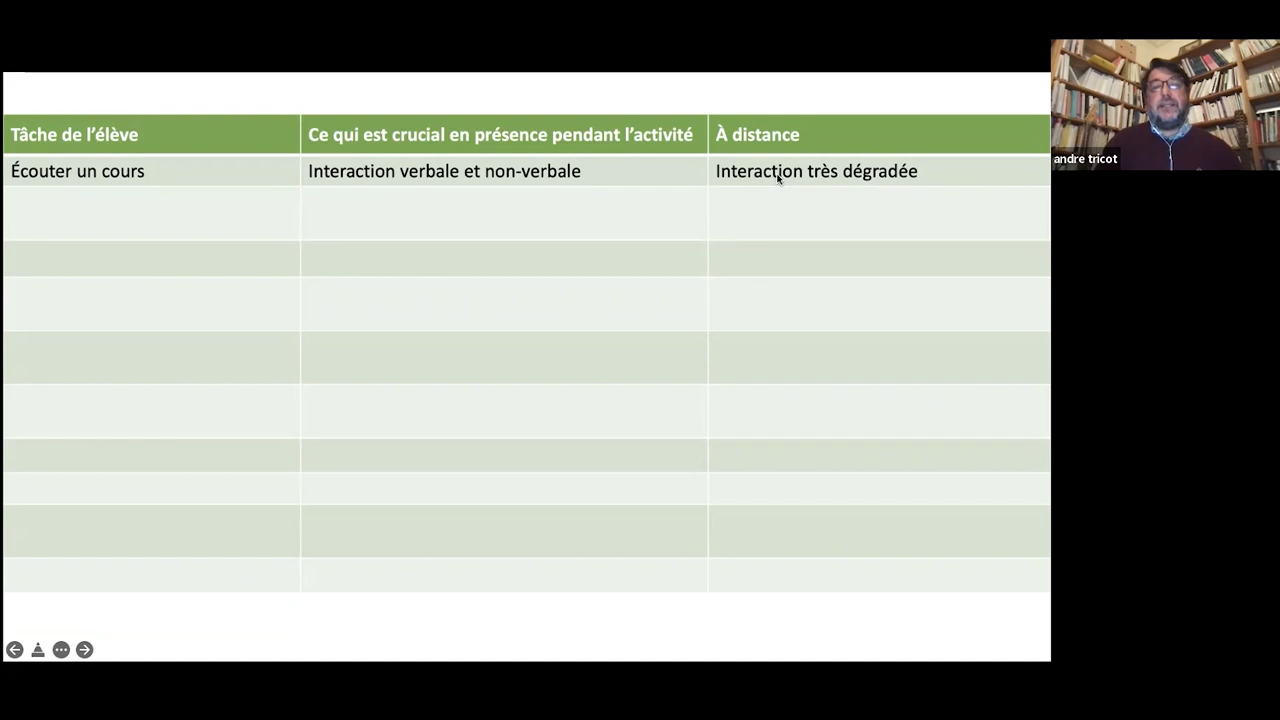 Tâche de l'élève
Ce qui est crucial en présence pendant l'activité
À distance
Écouter un cours
Interaction verbale et non-verbale
Interaction très dégradée
andre tricot